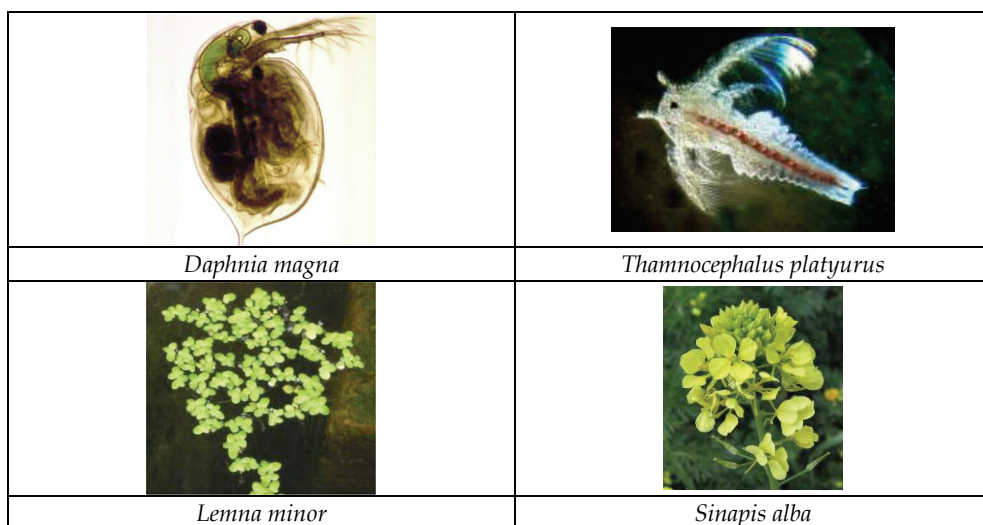 Daphnia magna
Thamnocephalus platyurus
Lemna minor
Sinapis alba